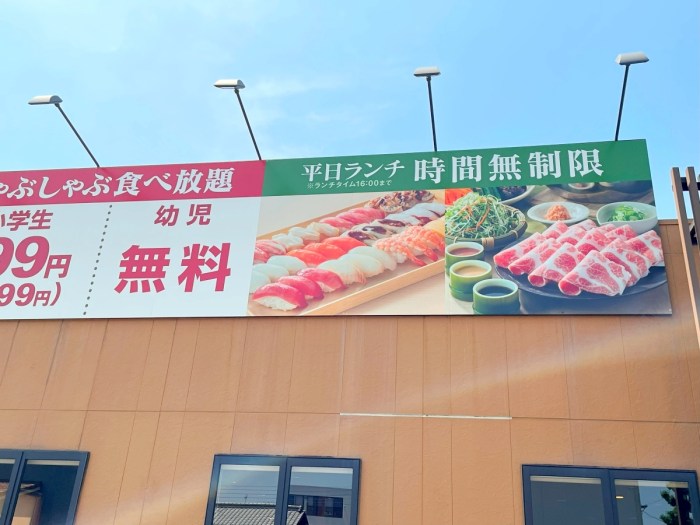 ゃぶしゃぶ食べ放題
小学生
99円
99円)
幼児
無料
平日ランチ 時間無制限
※ランチタイム16:00まで